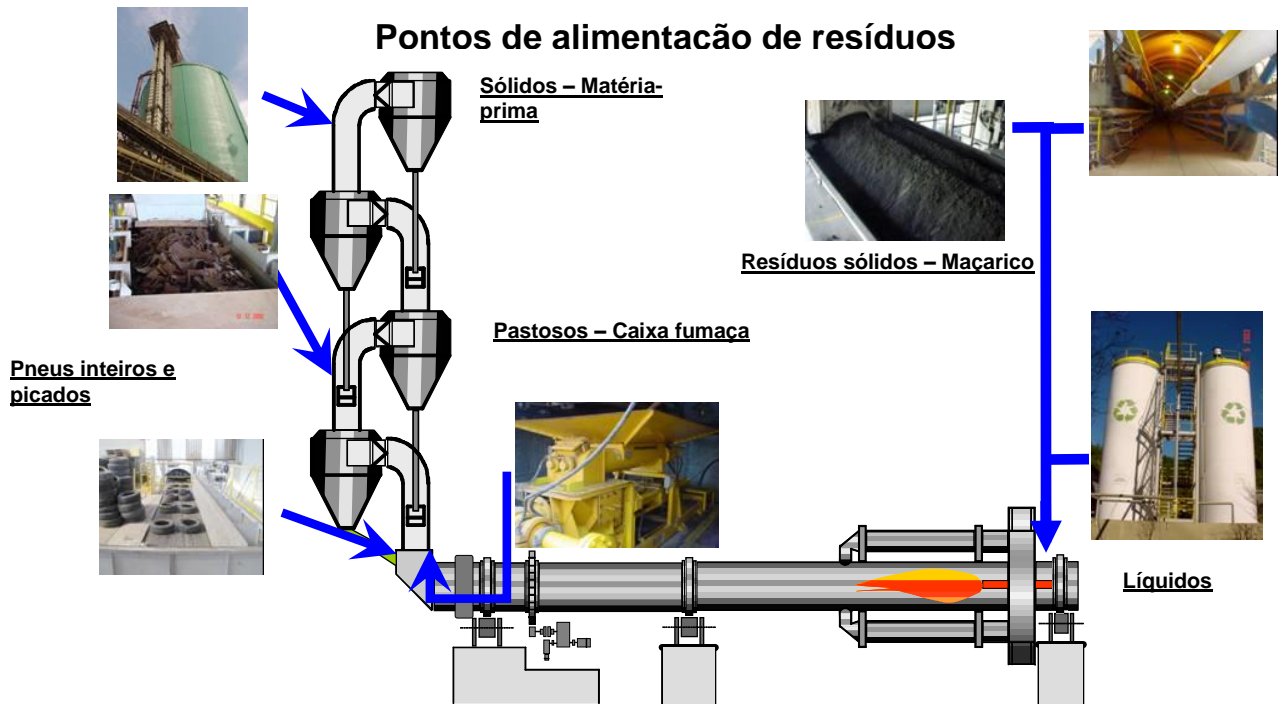 Pontos de alimentacão de resíduos
Sólidos – Matéria-
prima
Resíduos sólidos – Maçarico
Pastosos – Caixa fumaça
Pneus inteiros e
picados
Líquidos